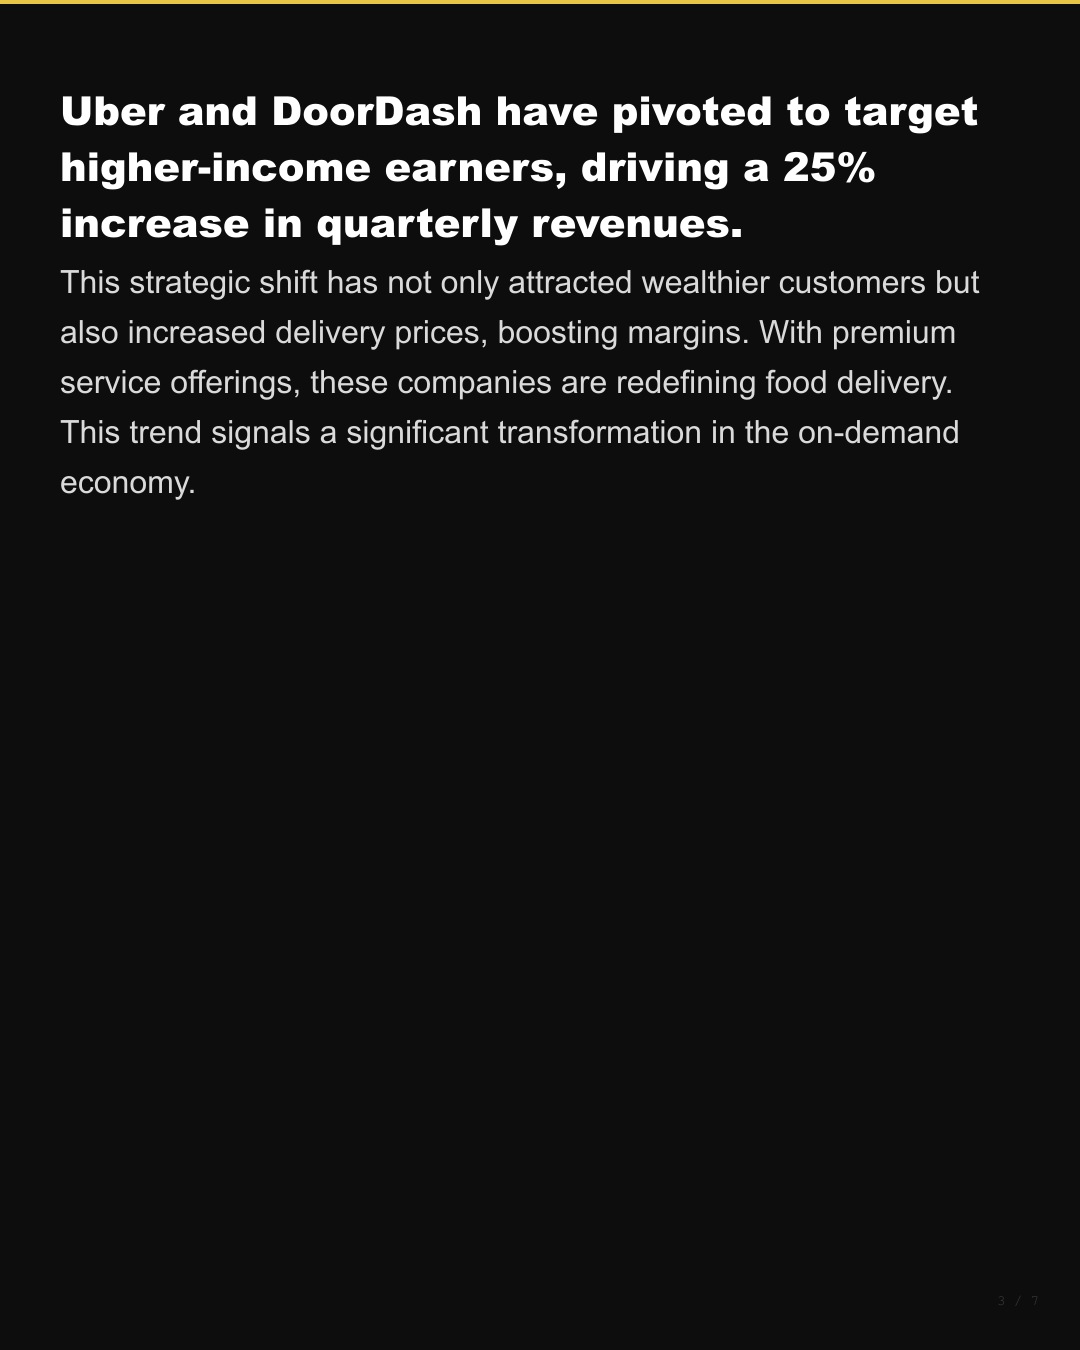 Uber and DoorDash have pivoted to target
higher-income earners, driving a 25%
increase in quarterly revenues.
This strategic shift has not only attracted wealthier customers but
also increased delivery prices, boosting margins. With premium
service offerings, these companies are redefining food delivery.
This trend signals a significant transformation in the on-demand
economy.
3 / 7